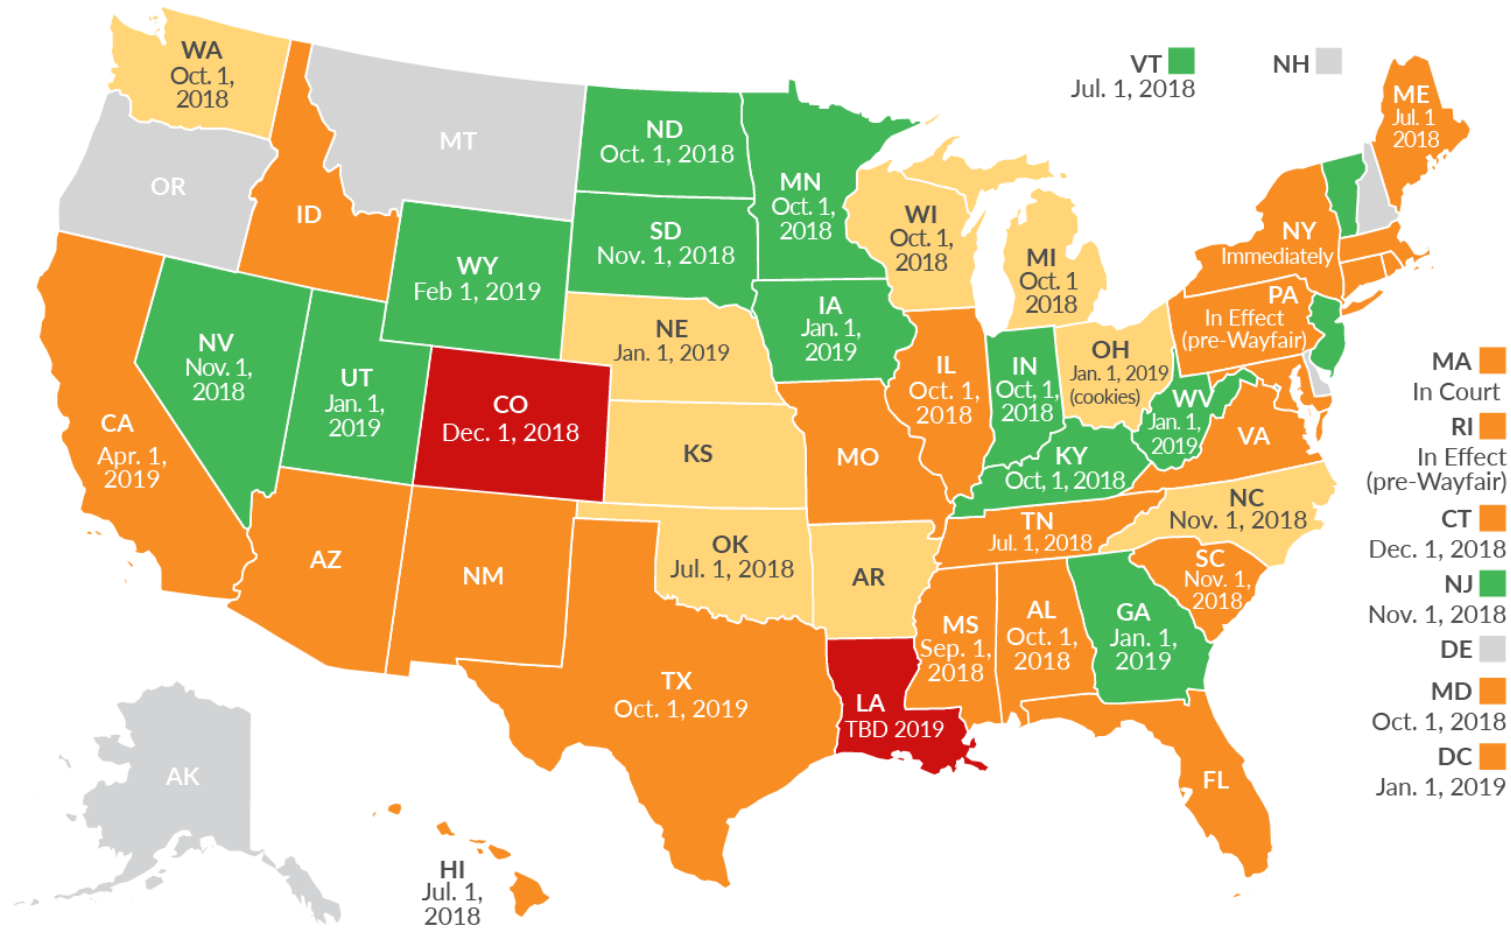 WA
Oct. 1,
2018
VT
Jul. 1, 2018
NH
ME
Jul. 1
2018
MT
ND
Oct. 1, 2018
OR
MN
Oct. 1,
2018
ID
WI
Oct. 1,
2018
SD
Nov. 1, 2018
NY
Immediately
WY
Feb 1, 2019
MI
Oct. 1
2018
PA
In Effect
(pre-Wayfair)
IA
Jan. 1,
2019
NE
Jan. 1, 2019
NV
Nov. 1,
2018
OH
Jan. 1, 2019
(cookies)
IL
Oct. 1,
2018
IN
Oct, 1,
2018
UT
Jan. 1,
2019
CO
Dec. 1, 2018
WV
Jan. 1,
2019
CA
Apr. 1,
2019
VA
KS
MO
KY
Oct, 1, 2018
NC
Nov. 1, 2018
TN
Jul. 1, 2018
AZ
NM
OK
Jul. 1, 2018
AR
SC
Nov. 1,
2018
MS
Sep. 1,
2018
AL
Oct. 1,
2018
GA
Jan. 1,
2019
TX
Oct. 1, 2019
LA
TBD 2019
FL
AK
HI
Jul. 1,
2018
MA
In Court
RI
In Effect
(pre-Wayfair)
CT
Dec. 1, 2018
NJ
Nov. 1, 2018
DE
MD
Oct. 1, 2018
DC
Jan. 1, 2019